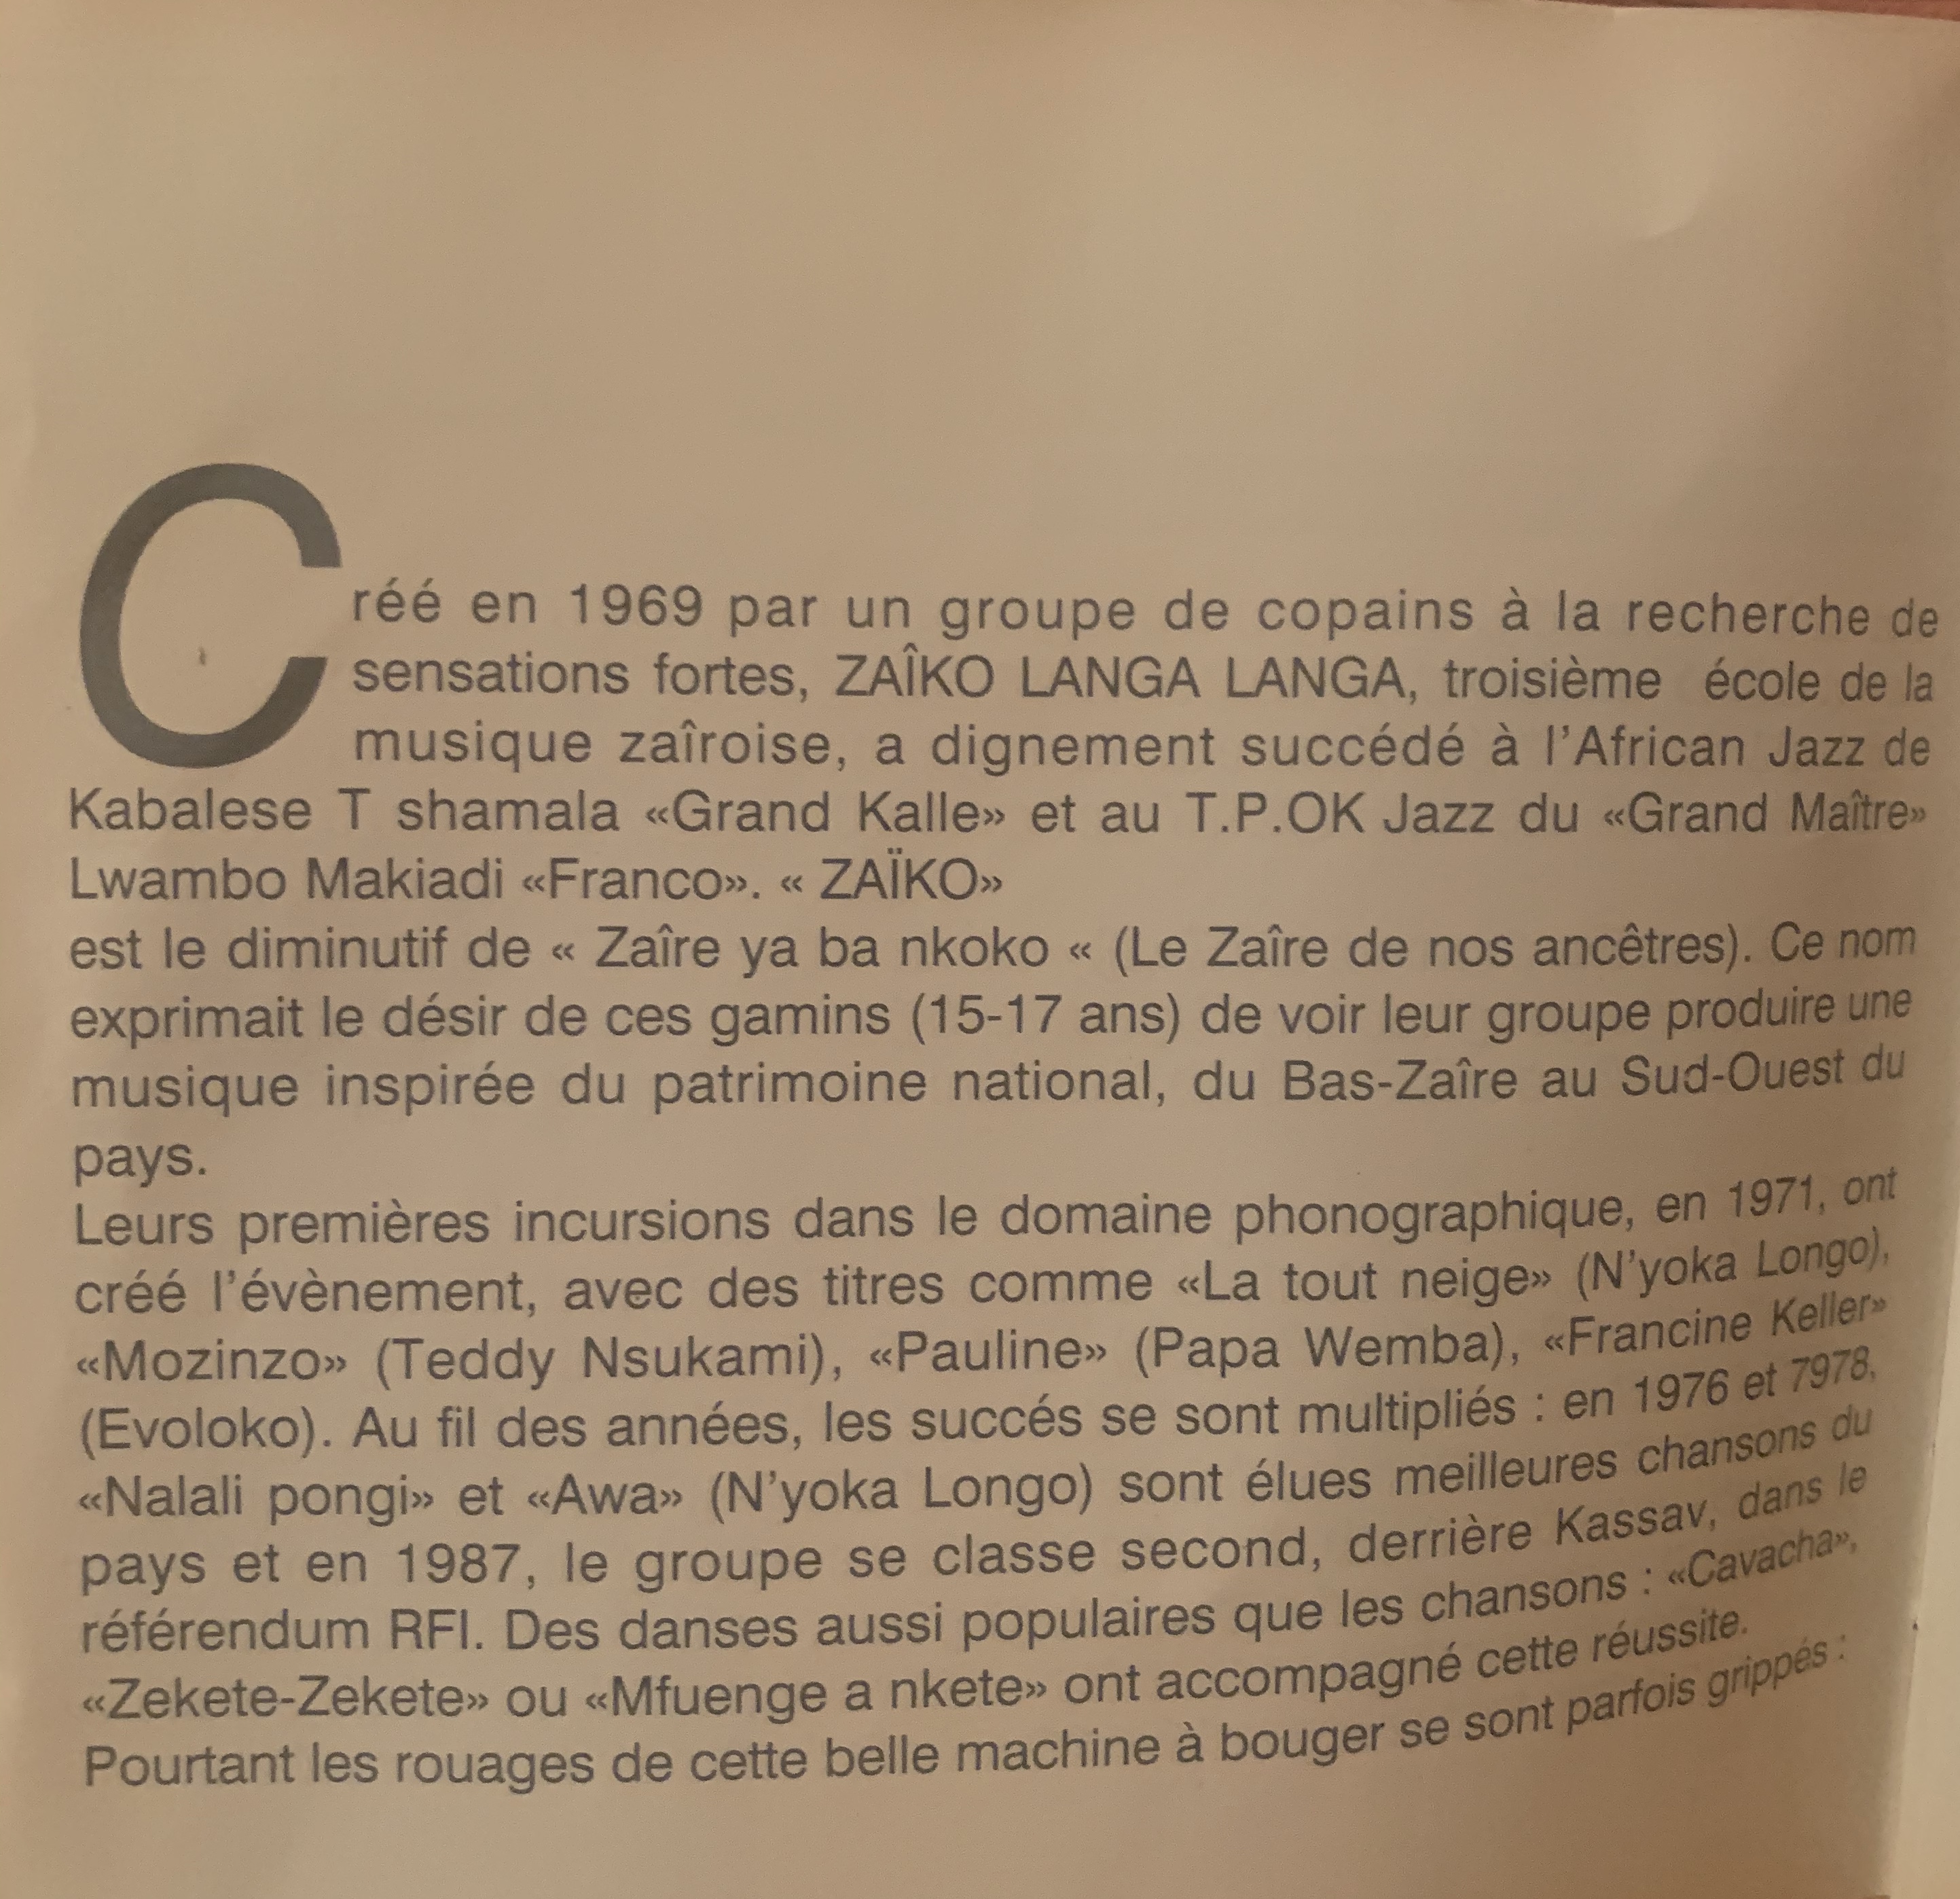 Créé en 1969 par un groupe de copains à la recherche de
sensations fortes, ZAÎKO LANGA LANGA, troisième école de la
musique zaîroise, a dignement succédé à l'African Jazz de
Kabalese T shamala «Grand Kalle» et au T.P.OK Jazz du «Grand Maître»
Lwambo Makiadi «Franco». « ZAÏKO»
est le diminutif de « Zaîre ya ba nkoko « (Le Zaîre de nos ancêtres). Ce nom
exprimait le désir de ces gamins (15-17 ans) de voir leur groupe produire une
musique inspirée du patrimoine national, du Bas-Zaîre au Sud-Ouest du
pays.
Leurs premières incursions dans le domaine phonographique, en 1971, ont
créé l'évènement, avec des titres comme «La tout neige» (N'yoka Longo),
«Mozinzo» (Teddy Nsukami), «Pauline» (Papa Wemba), «Francine Keller»
(Evoloko). Au fil des années, les succés se sont multipliés : en 1976 et 7978,
«Nalali pongi» et «Awa» (N'yoka Longo) sont élues meilleures chansons du
pays et en 1987, le groupe se classe second, derrière Kassav, dans le
référendum RFI. Des danses aussi populaires que les chansons : «Cavacha»,
«Zekete-Zekete» ou «Mfuenge a nkete» ont accompagné cette réussite.
Pourtant les rouages de cette belle machine à bouger se sont parfois grippés :